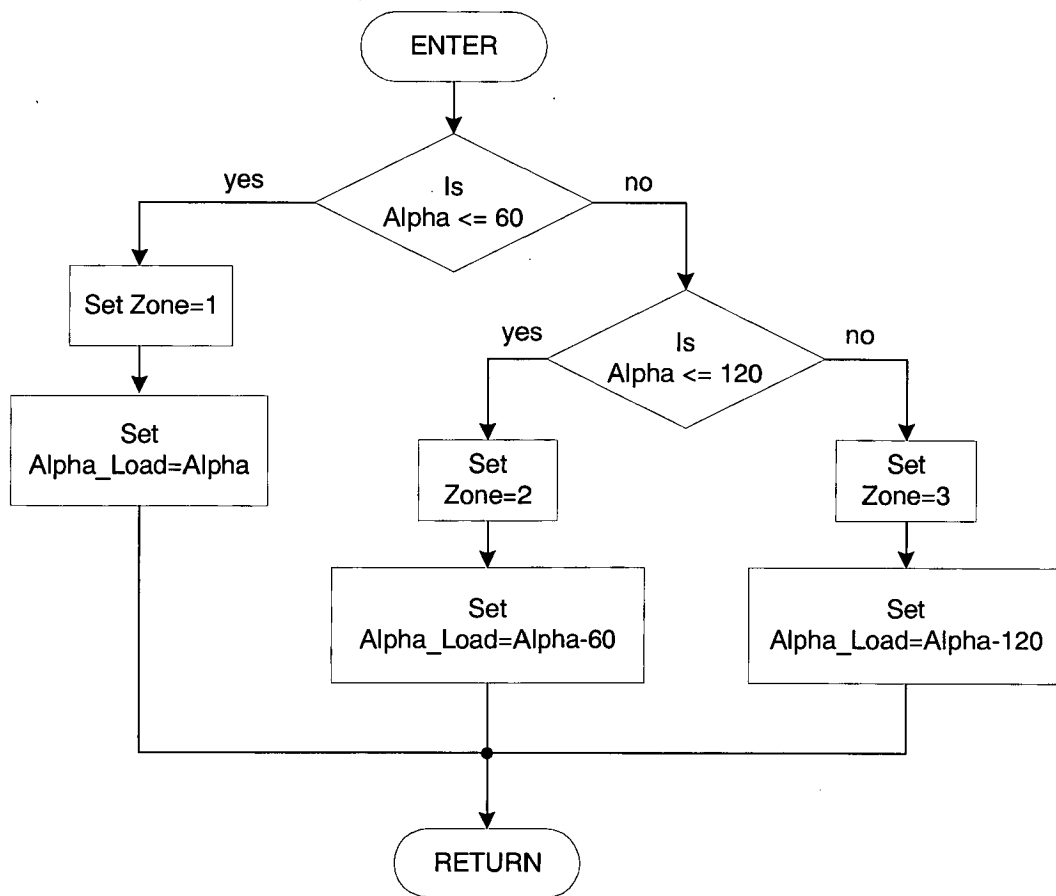 ENTER
Is
Alpha <= 60
yes
no
Set Zone=1
Set
Alpha_Load=Alpha
Is
Alpha <= 120
yes
no
Set
Zone=2
Set
Alpha_Load=Alpha-60
Set
Zone=3
Set
Alpha_Load=Alpha-120
RETURN